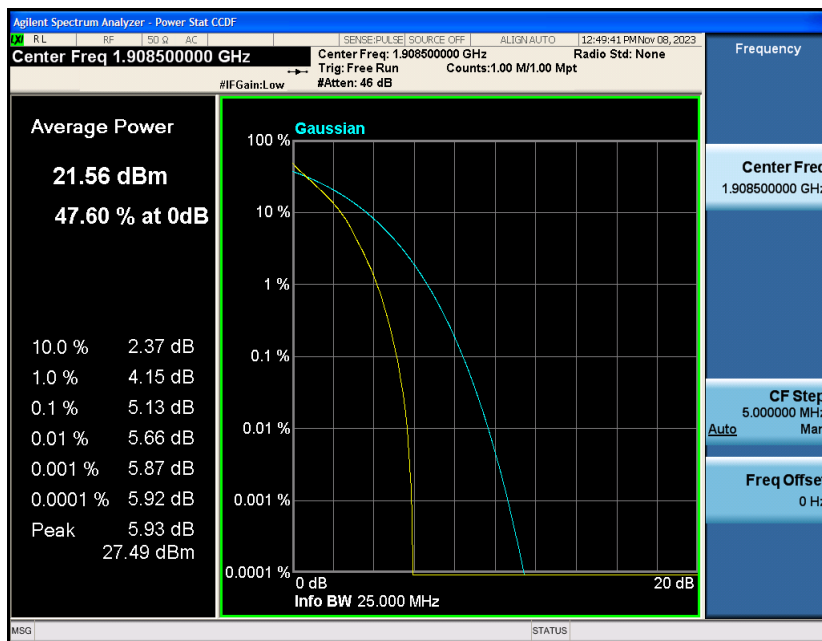 Agilent Spectrum Analyzer - Power Stat CCDF
LXI RL RF 50 Ω AC SENSE:PULSE SOURCE OFF ALIGN AUTO 12:49:41 PM Nov 08, 2023
Center Freq 1.908500000 GHz
Center Freq: 1.908500000 GHz Radio Std: None
Trig: Free Run Counts:1.00 M/1.00 Mpt
#IFGain:Low #Atten: 46 dB
Average Power
21.56 dBm
47.60 % at 0dB
10.0 % 2.37 dB
1.0 % 4.15 dB
0.1 % 5.13 dB
0.01 % 5.66 dB
0.001 % 5.87 dB
0.0001 % 5.92 dB
Peak 5.93 dB
27.49 dBm
Gaussian
100 %
10 %
1 %
0.1 %
0.01 %
0.001 %
0.0001 %
0 dB 20 dB
Info BW 25.000 MHz
Frequency
Center Freq
1.908500000 GHz
CF Step
5.000000 MHz
Auto Man
Freq Offset
0 Hz
MSG STATUS